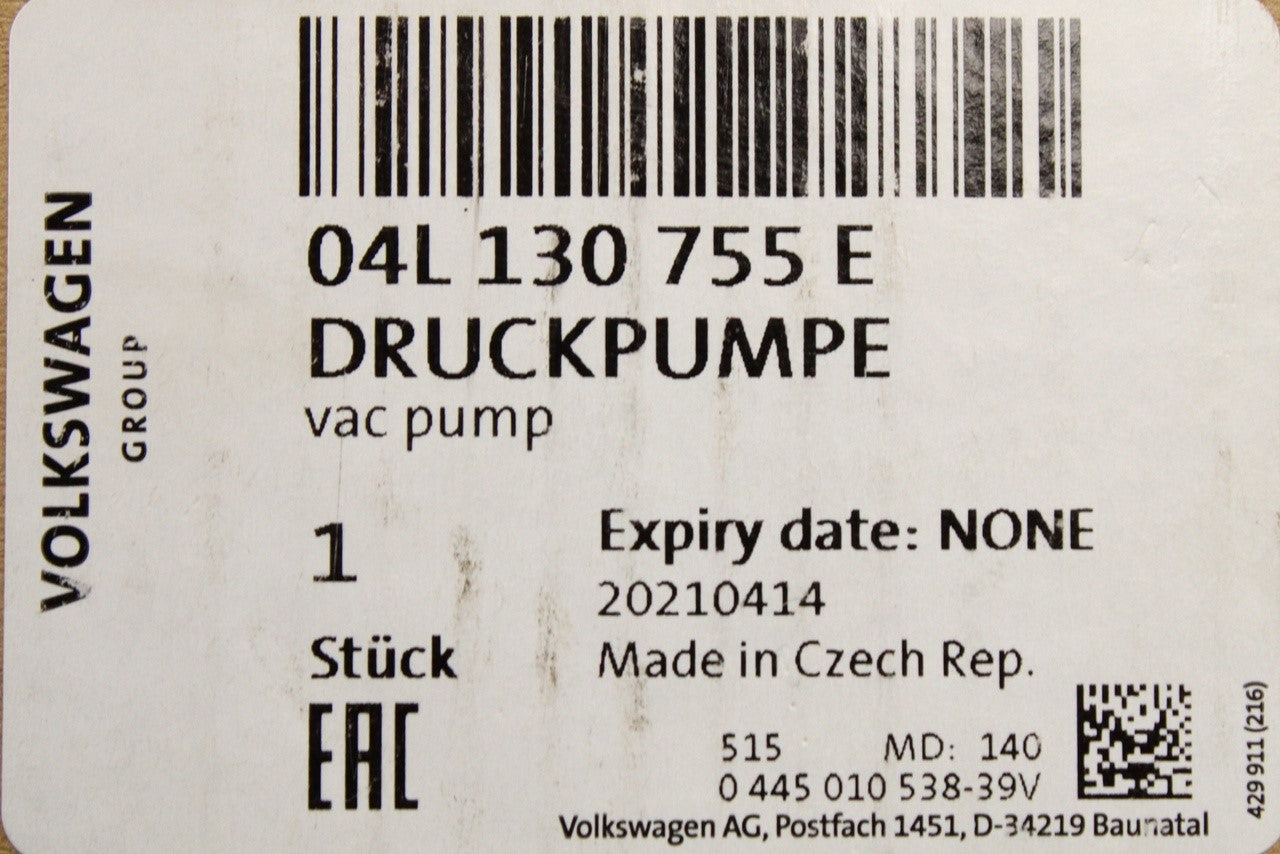 VOLKSWAGEN
GROUP
04L 130 755 E
DRUCKPUMPE
vac pump
1
Stück
EAC
Expiry date: NONE
20210414
Made in Czech Rep.
515 MD: 140
0 445 010 538-39V
Volkswagen AG, Postfach 1451, D-34219 Baunatal
429 911 (216)